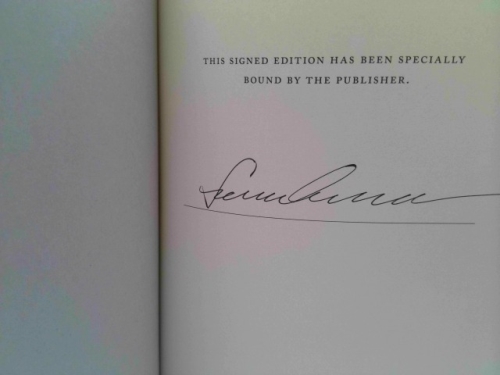 THIS SIGNED EDITION HAS BEEN SPECIALLY
BOUND BY THE PUBLISHER.